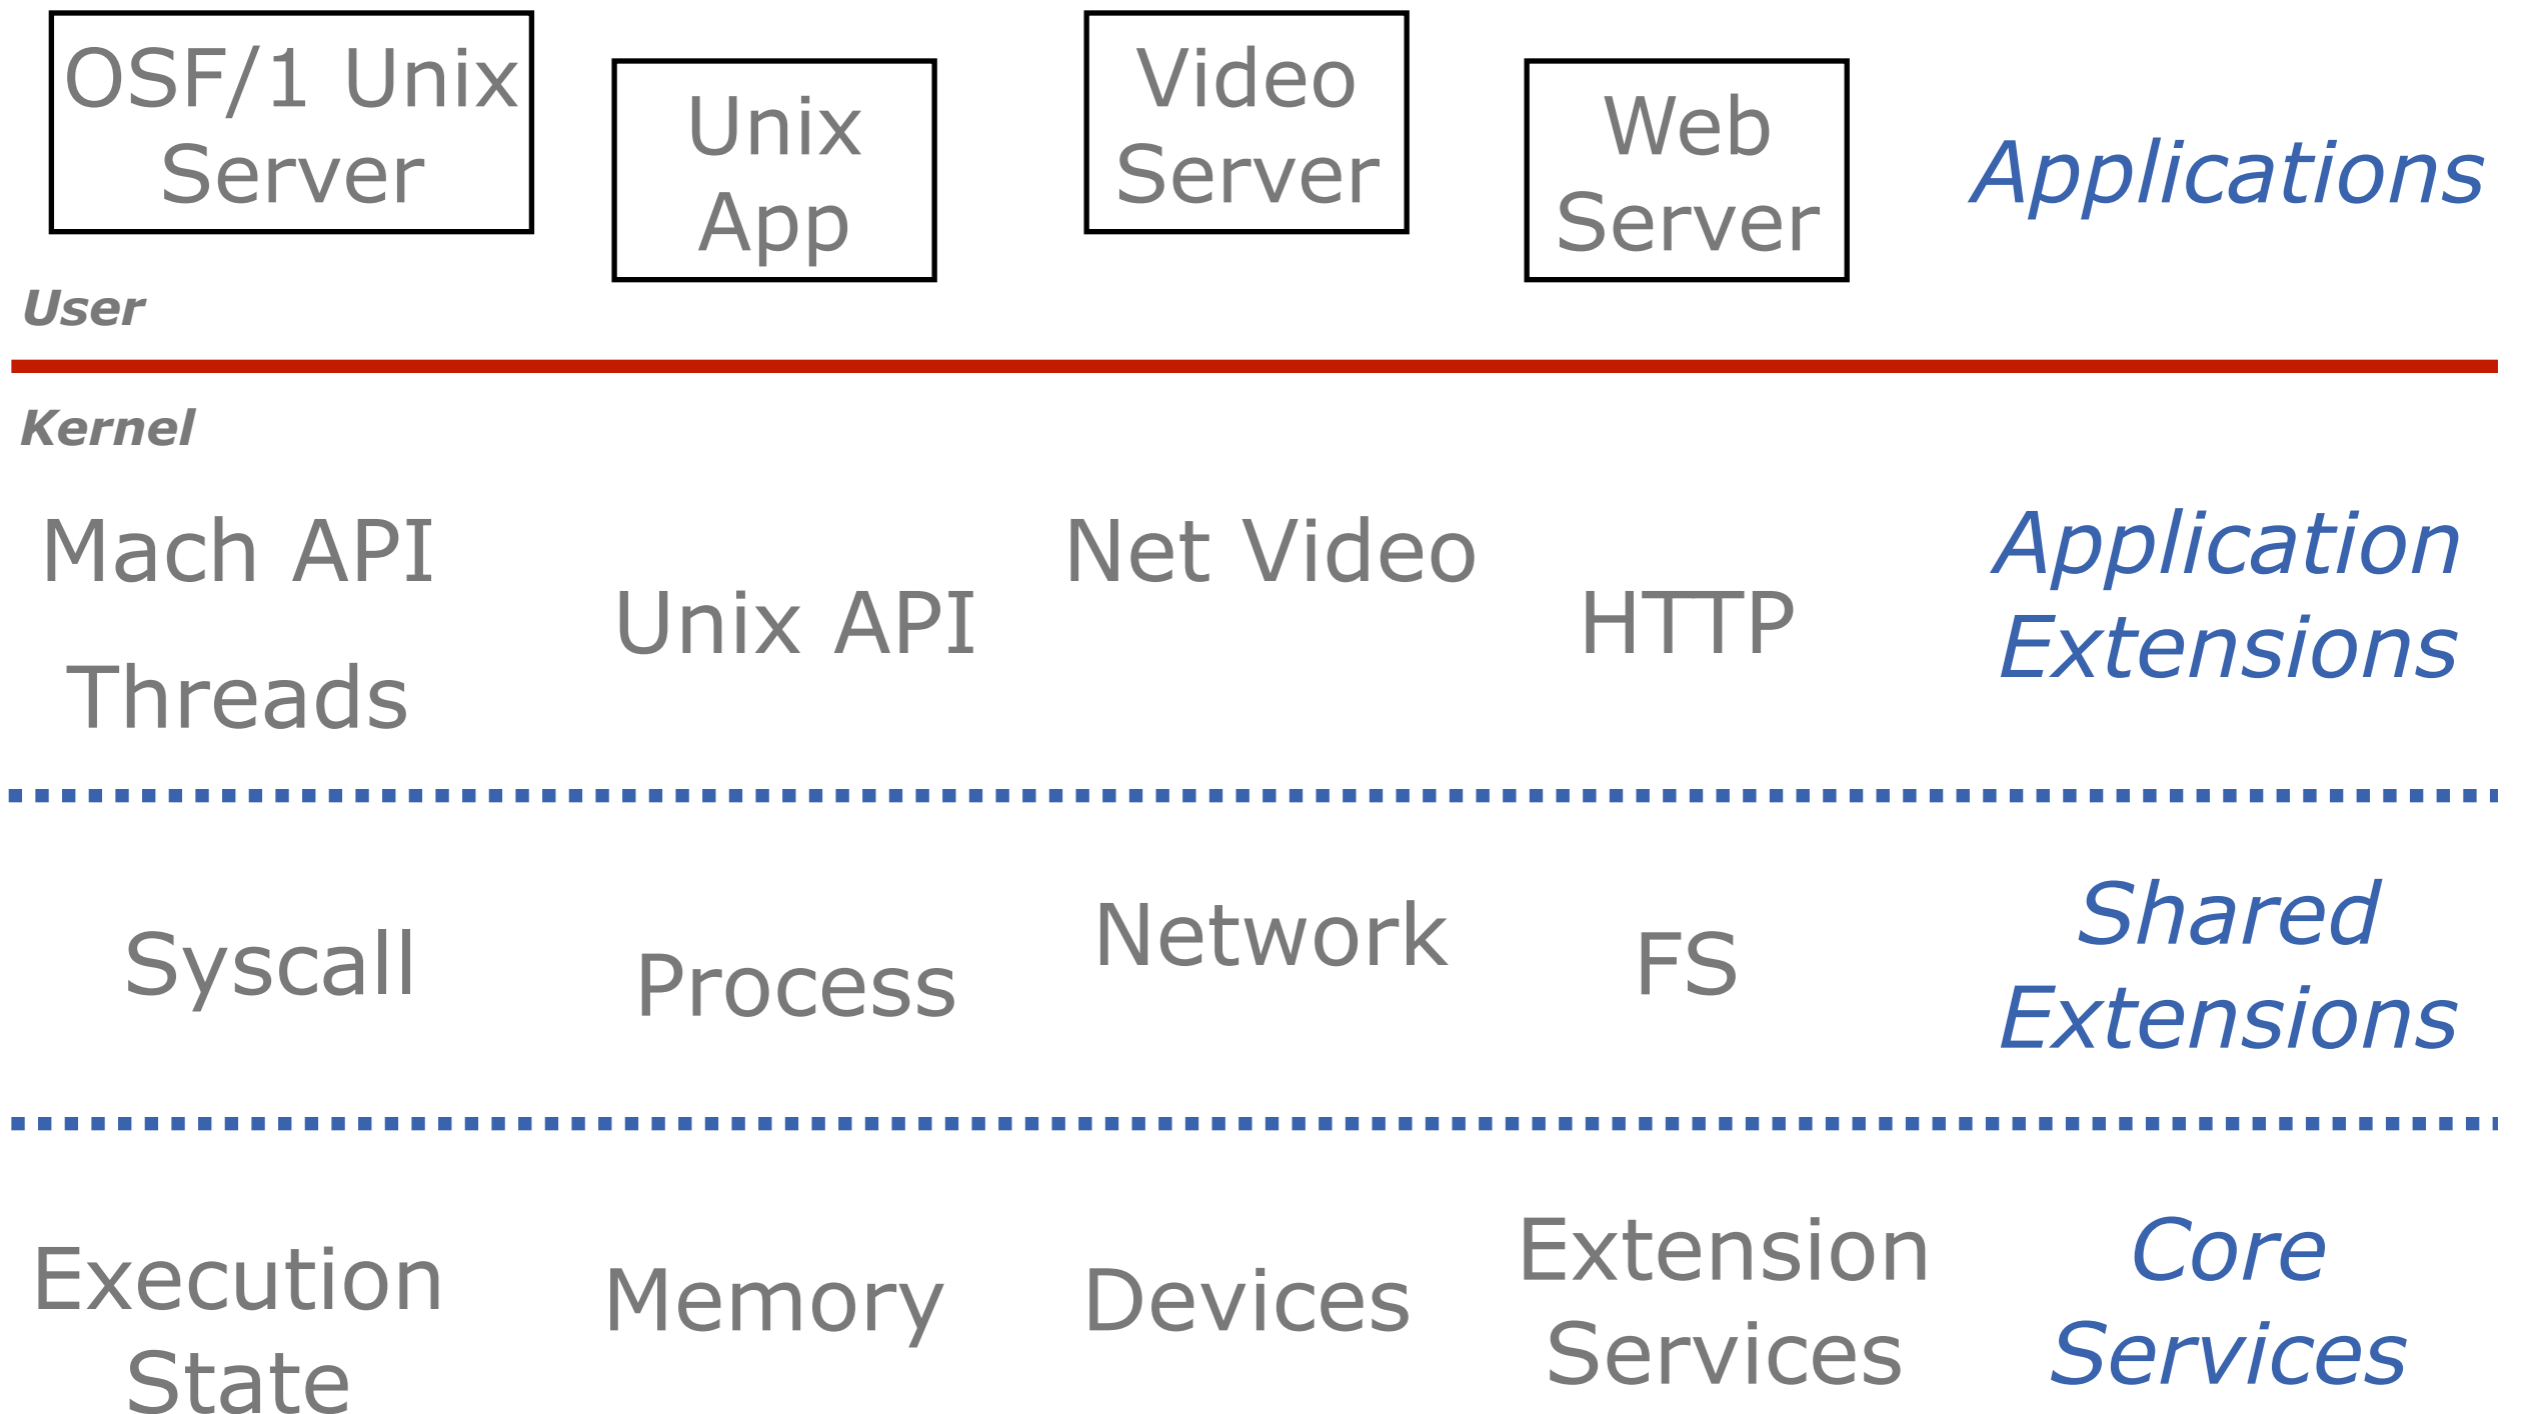 OSF/1 Unix
Server
Unix
App
Video
Server
Web
Server
Applications
User
Kernel
Mach API
Threads
Unix API
Net Video
HTTP
Application
Extensions
Syscall
Process
Network
FS
Shared
Extensions
Execution
State
Memory
Devices
Extension
Services
Core
Services